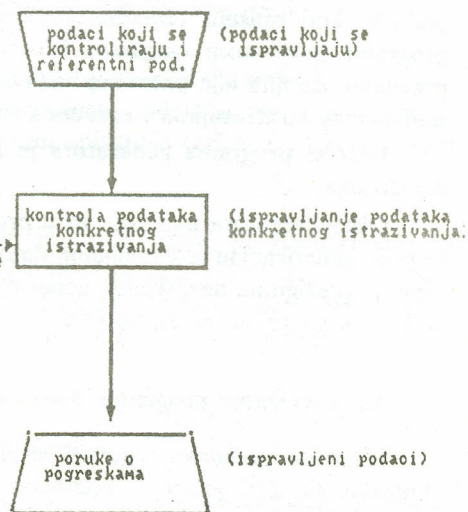 podaci koji se
kontroliraju i
referentni pod.
(podaci koji se
ispravljaju)
kontrola podataka
konkretnog
istrazivanja
(ispravljanje podataka
konkretnog istrazivanja;
poruke o
pogreskama
(ispravljeni podaci)